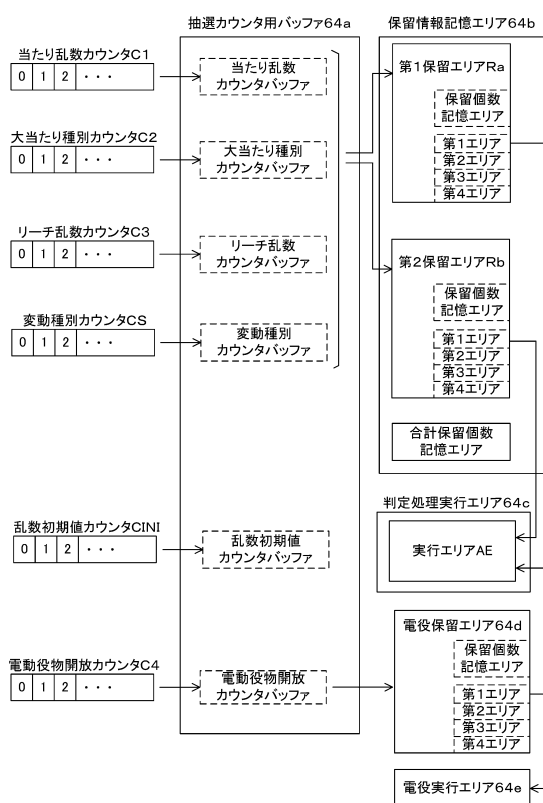 抽選カウンタ用バッファ64a
保留情報記憶エリア64b
当たり乱数カウンタC1
0 1 2 ・・・
当たり乱数
カウンタバッファ
大当たり種別カウンタC2
0 1 2 ・・・
大当たり種別
カウンタバッファ
リーチ乱数カウンタC3
0 1 2 ・・・
リーチ乱数
カウンタバッファ
変動種別カウンタCS
0 1 2 ・・・
変動種別
カウンタバッファ
乱数初期値カウンタCINI
0 1 2 ・・・
乱数初期値
カウンタバッファ
電動役物開放カウンタC4
0 1 2 ・・・
電動役物開放
カウンタバッファ
第1保留エリアRa
保留個数
記憶エリア
第1エリア
第2エリア
第3エリア
第4エリア
第2保留エリアRb
保留個数
記憶エリア
第1エリア
第2エリア
第3エリア
第4エリア
合計保留個数
記憶エリア
判定処理実行エリア64c
実行エリアAE
電役保留エリア64d
保留個数
記憶エリア
第1エリア
第2エリア
第3エリア
第4エリア
電役実行エリア64e